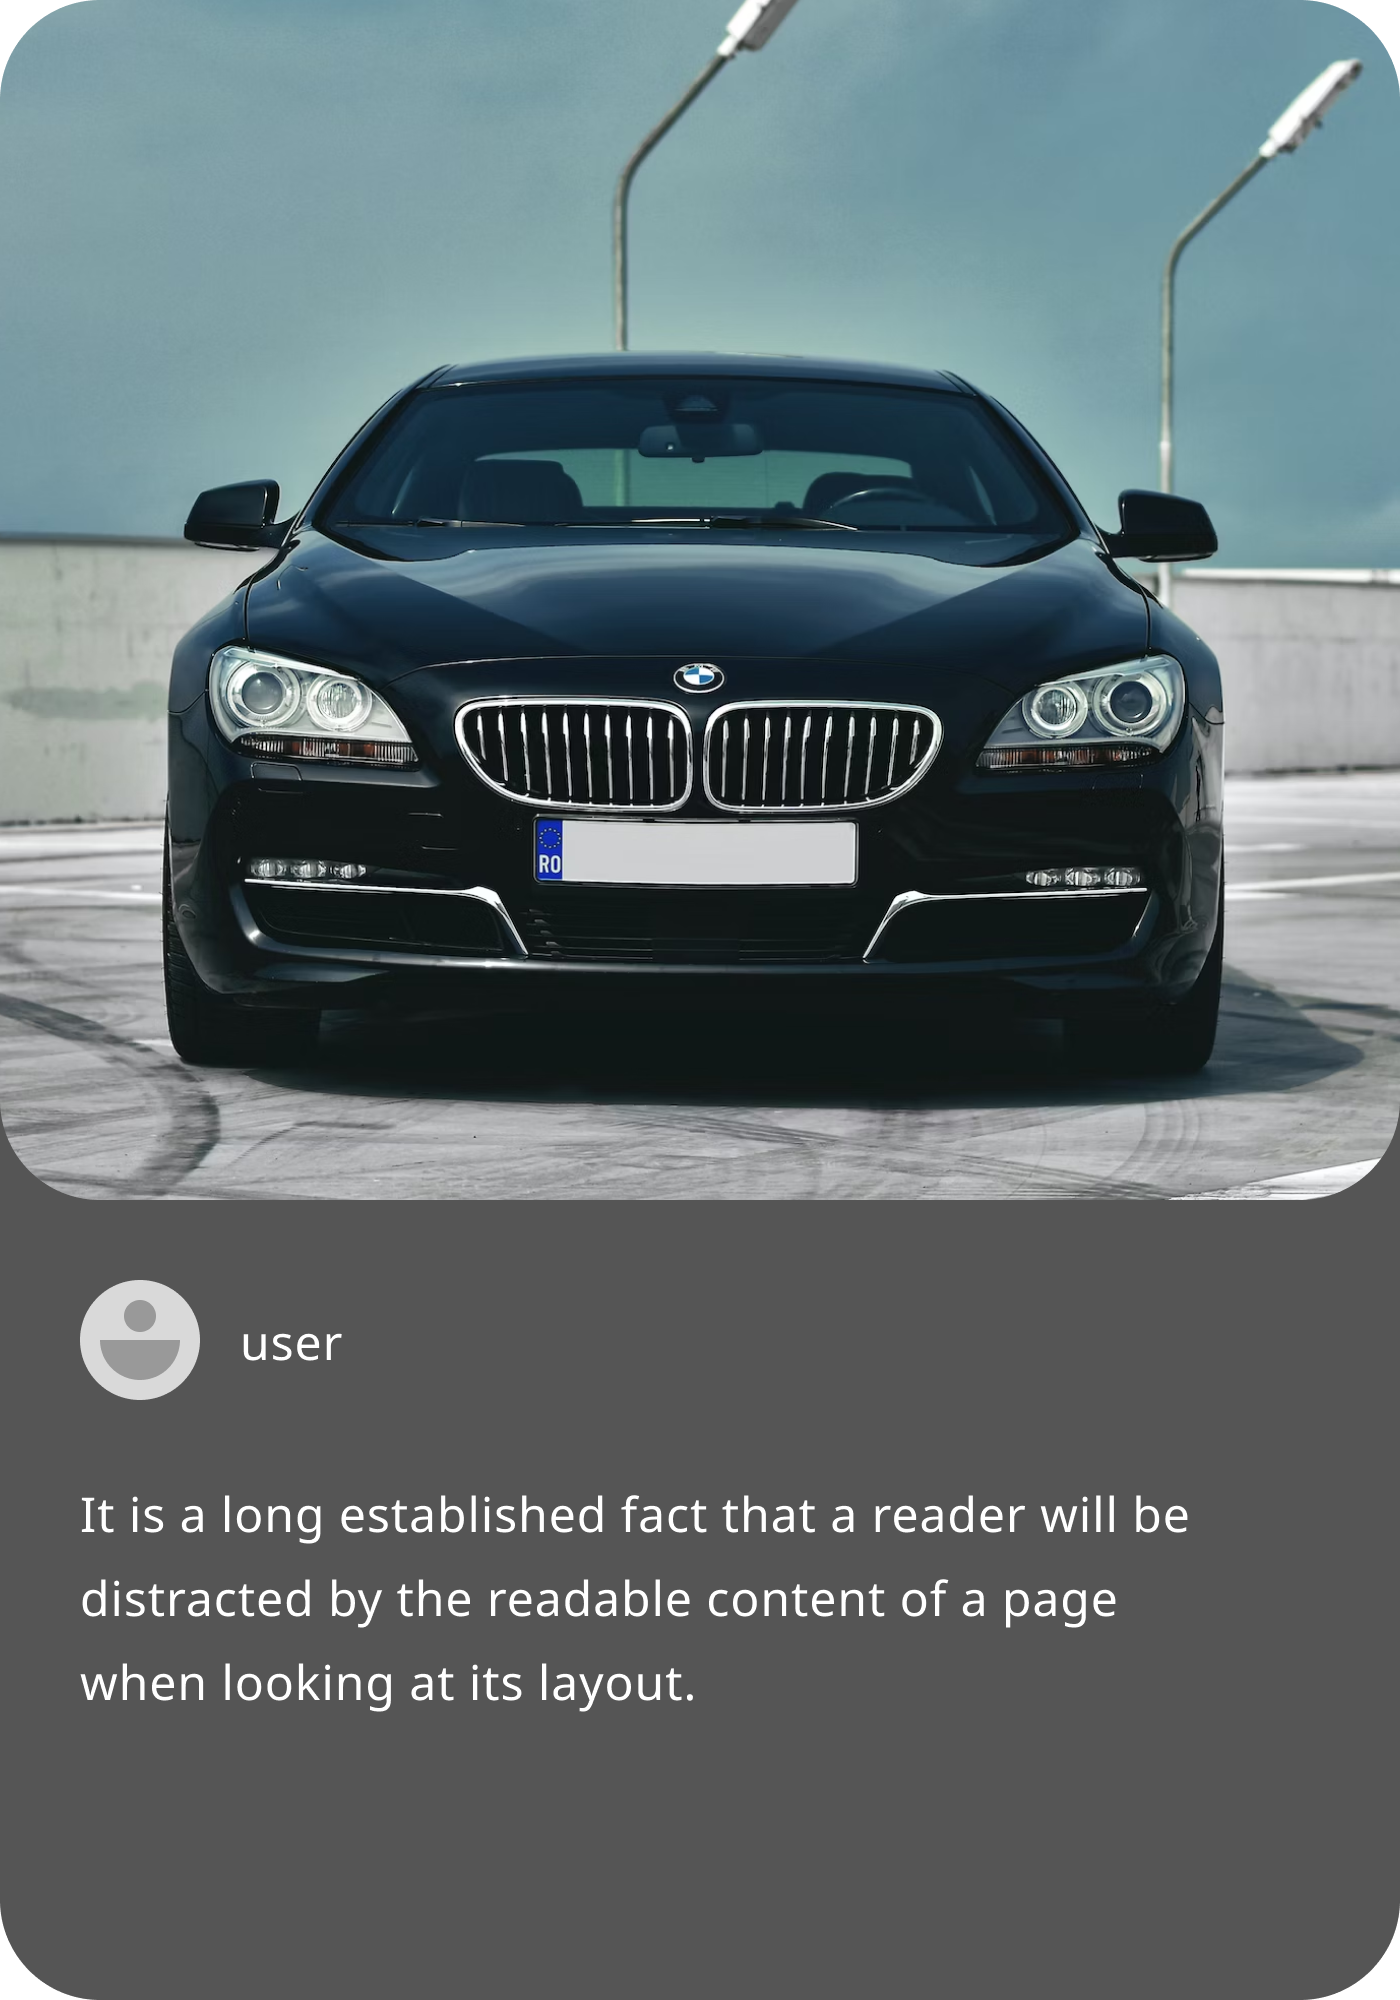 RO
user
It is a long established fact that a reader will be
distracted by the readable content of a page
when looking at its layout.